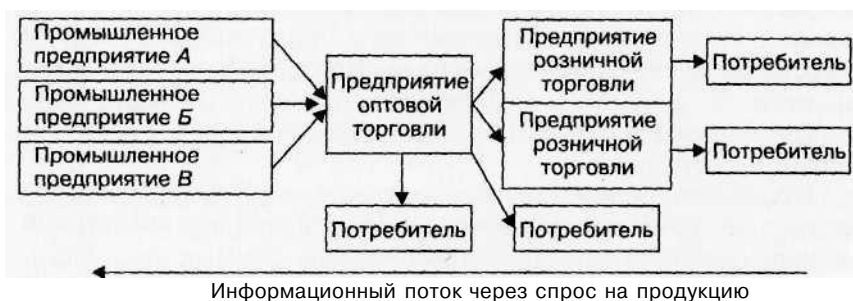 Промышленное
предприятие А
Промышленное
предприятие Б
Промышленное
предприятие В
Предприятие
оптовой
торговли
Предприятие
розничной
торговли
Предприятие
розничной
торговли
Потребитель
Потребитель
Потребитель
Потребитель
Информационный поток через спрос на продукцию